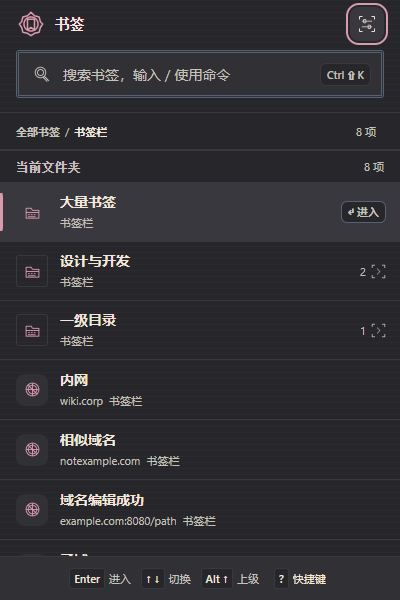 书签
搜索书签，输入 / 使用命令 Ctrl ⇧ K
全部书签 / 书签栏 8 项
当前文件夹 8 项
大量书签
书签栏
↲ 进入
设计与开发
书签栏
2
一级目录
书签栏
1
内网
wiki.corp 书签栏
相似域名
notexample.com 书签栏
域名编辑成功
example.com:8080/path 书签栏
Enter 进入 ↑↓ 切换 Alt ↑ 上级 ? 快捷键